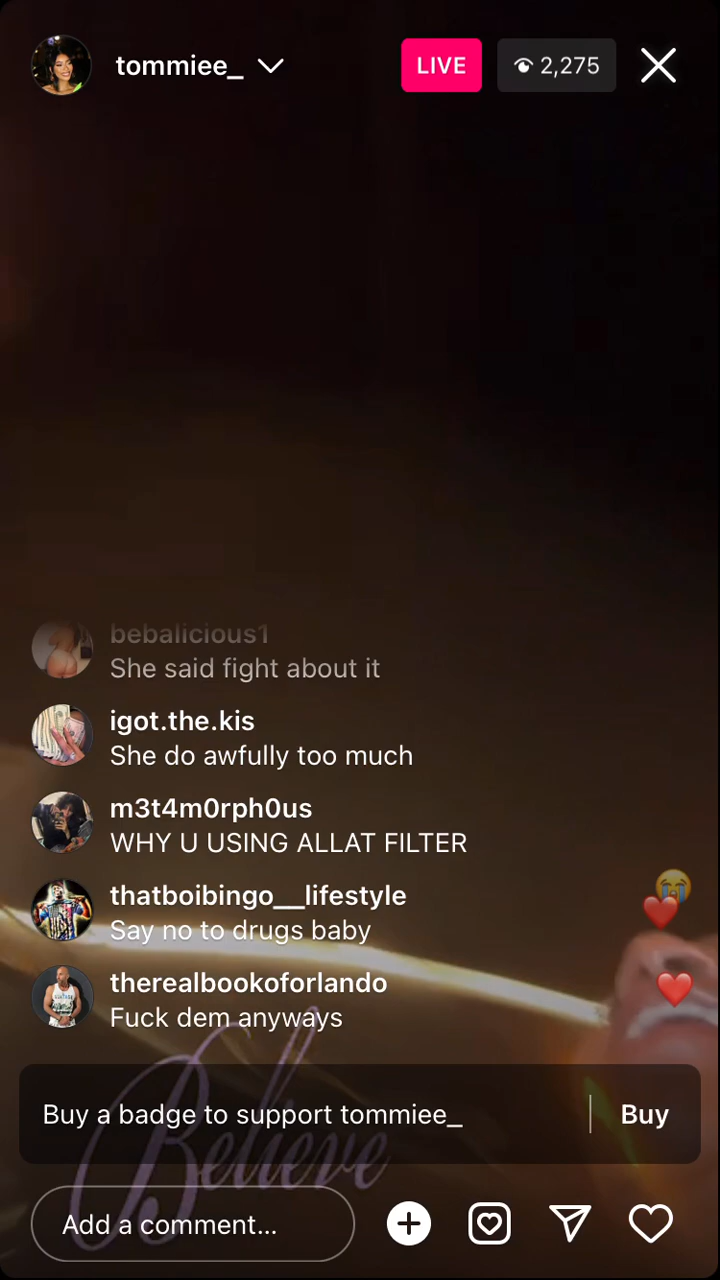 tommiee_
LIVE
2,275
bebalicious1
She said fight about it
igot.the.kis
She do awfully too much
m3t4m0rph0us
WHY U USING ALLAT FILTER
thatboibingo__lifestyle
Say no to drugs baby
therealbookoforlando
Fuck dem anyways
Buy a badge to support tommiee_
Buy
Believe
Add a comment...